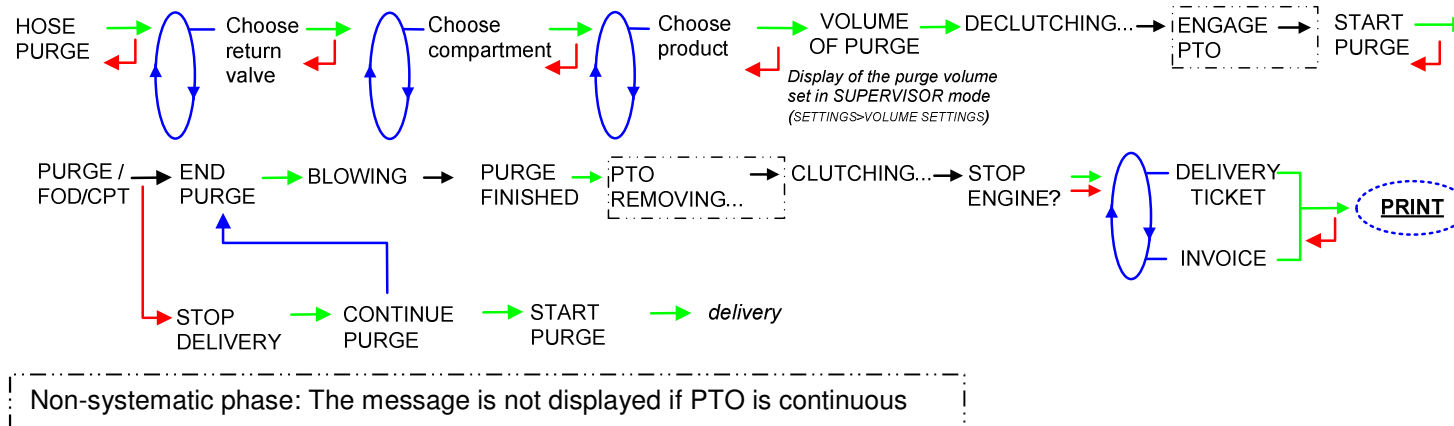 HOSE
PURGE
Choose
return
valve
Choose
compartment
Choose
product
VOLUME
OF PURGE
Display of the purge volume
set in SUPERVISOR mode
(SETTINGS>VOLUME SETTINGS)
DECLUTCHING...
ENGAGE
PTO
START
PURGE
PURGE /
FOD/CPT
END
PURGE
BLOWING
PURGE
FINISHED
PTO
REMOVING...
CLUTCHING...
STOP
ENGINE?
DELIVERY
TICKET
INVOICE
PRINT
STOP
DELIVERY
CONTINUE
PURGE
START
PURGE
delivery
Non-systematic phase: The message is not displayed if PTO is continuous